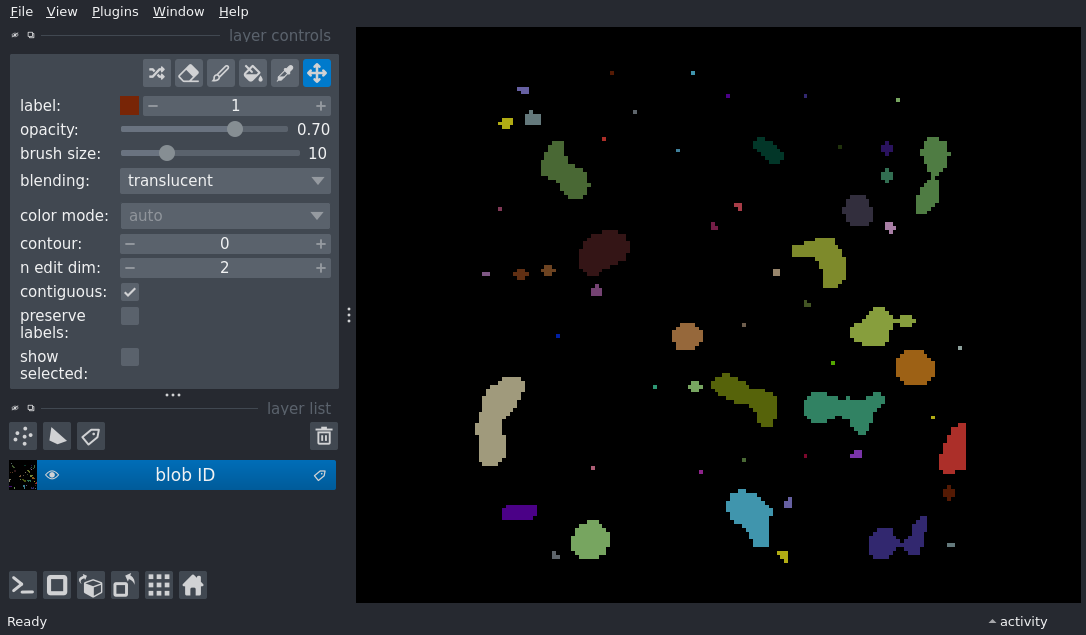 File View Plugins Window Help
layer controls
label: 1
opacity: 0.70
brush size: 10
blending: translucent
color mode: auto
contour: 0
n edit dim: 2
contiguous:
preserve
labels:
show
selected:
layer list
blob ID
Ready
activity